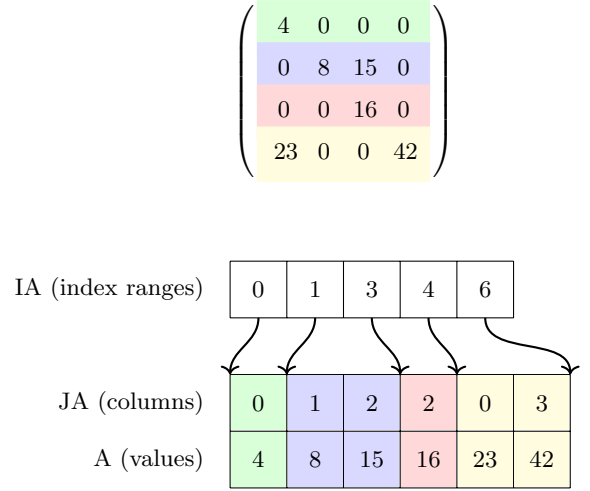 4 0 0 0
0 8 15 0
0 0 16 0
23 0 0 42
IA (index ranges) 0 1 3 4 6
JA (columns) 0 1 2 2 0 3
A (values) 4 8 15 16 23 42